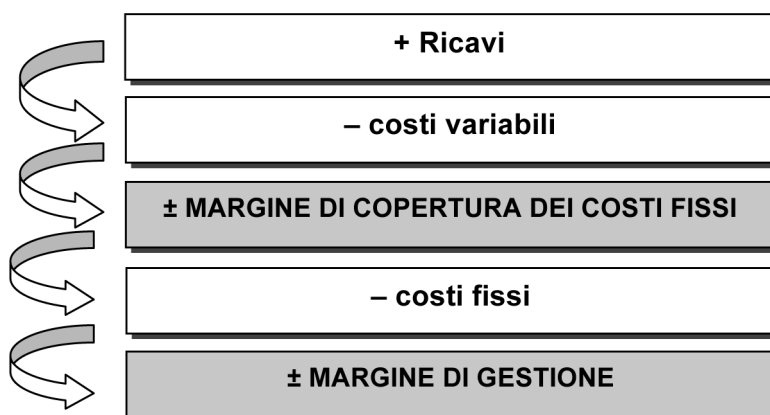 + Ricavi
– costi variabili
± MARGINE DI COPERTURA DEI COSTI FISSI
– costi fissi
± MARGINE DI GESTIONE